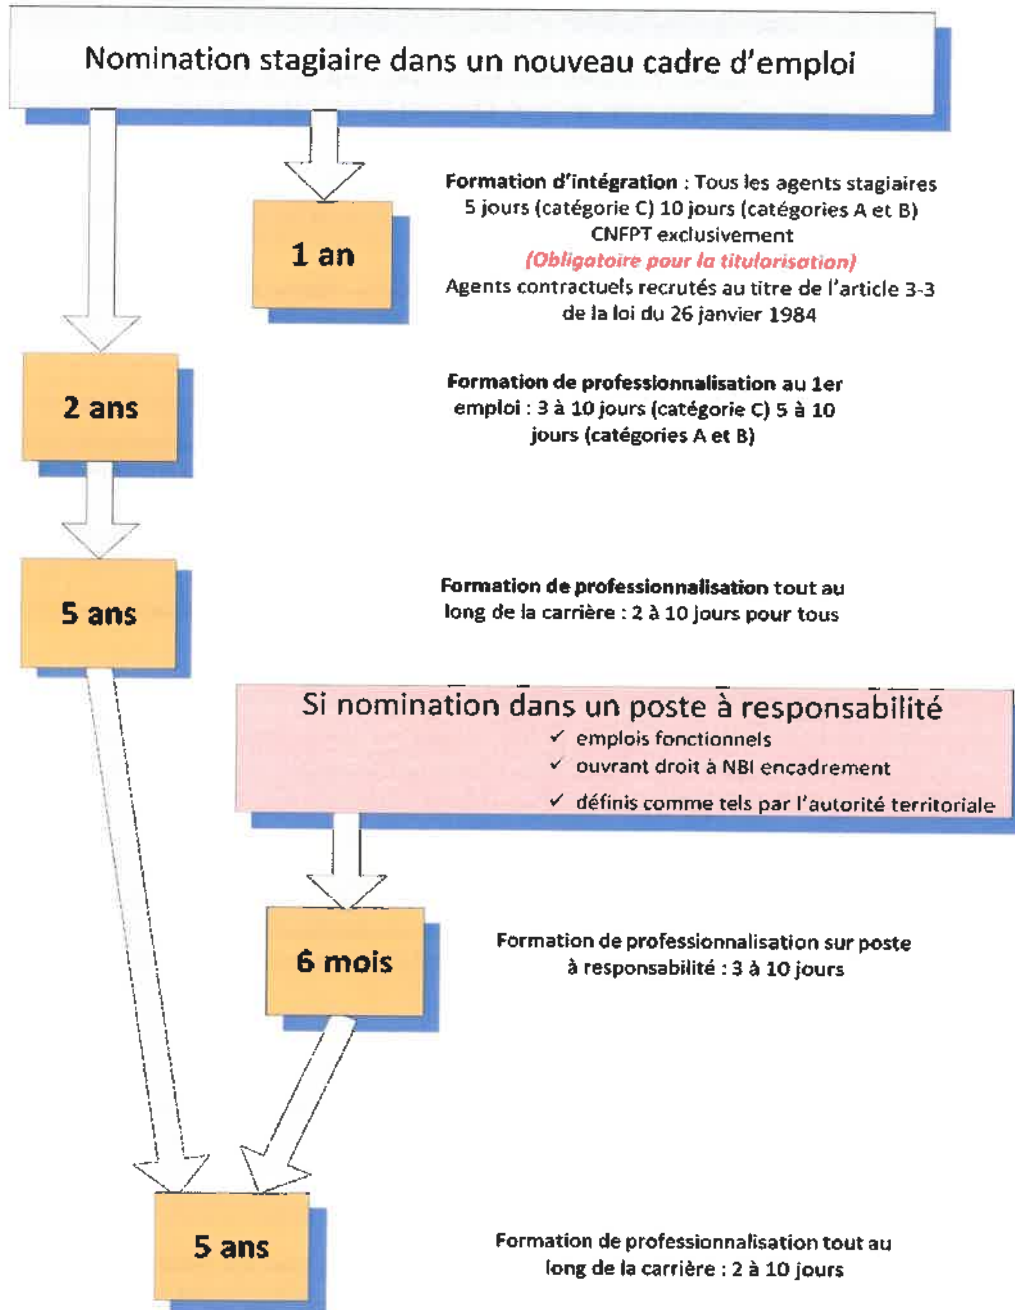 Nomination stagiaire dans un nouveau cadre d'emploi
1 an
Formation d'intégration : Tous les agents stagiaires
5 jours (catégorie C) 10 jours (catégories A et B)
CNFPT exclusivement
(Obligatoire pour la titularisation)
Agents contractuels recrutés au titre de l'article 3-3
de la loi du 26 janvier 1984
2 ans
Formation de professionnalisation au 1er
emploi : 3 à 10 jours (catégorie C) 5 à 10
jours (catégories A et B)
5 ans
Formation de professionnalisation tout au
long de la carrière : 2 à 10 jours pour tous
Si nomination dans un poste à responsabilité
✓ emplois fonctionnels
✓ ouvrant droit à NBI encadrement
✓ définis comme tels par l'autorité territoriale
6 mois
Formation de professionnalisation sur poste
à responsabilité : 3 à 10 jours
5 ans
Formation de professionnalisation tout au
long de la carrière : 2 à 10 jours